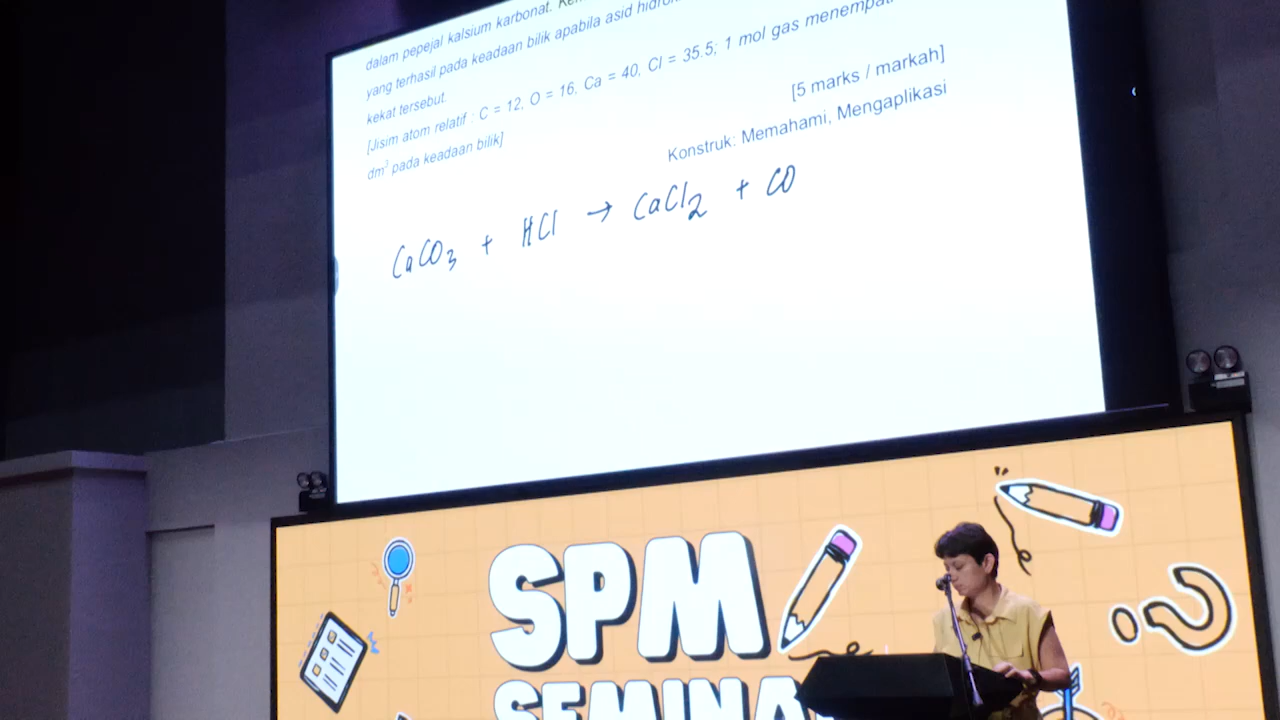 dalam pepejal kalsium karbonat.
yang terhasil pada keadaan bilik apabila asid
kekat tersebut.
[Jisim atom relatif : C = 12, O = 16, Ca = 40, Cl = 35.5; 1 mol gas
dm³ pada keadaan bilik]
[5 marks / markah]
Konstruk: Memahami, Mengaplikasi
CaCO₃ + HCl → CaCl₂ + CO
SPM